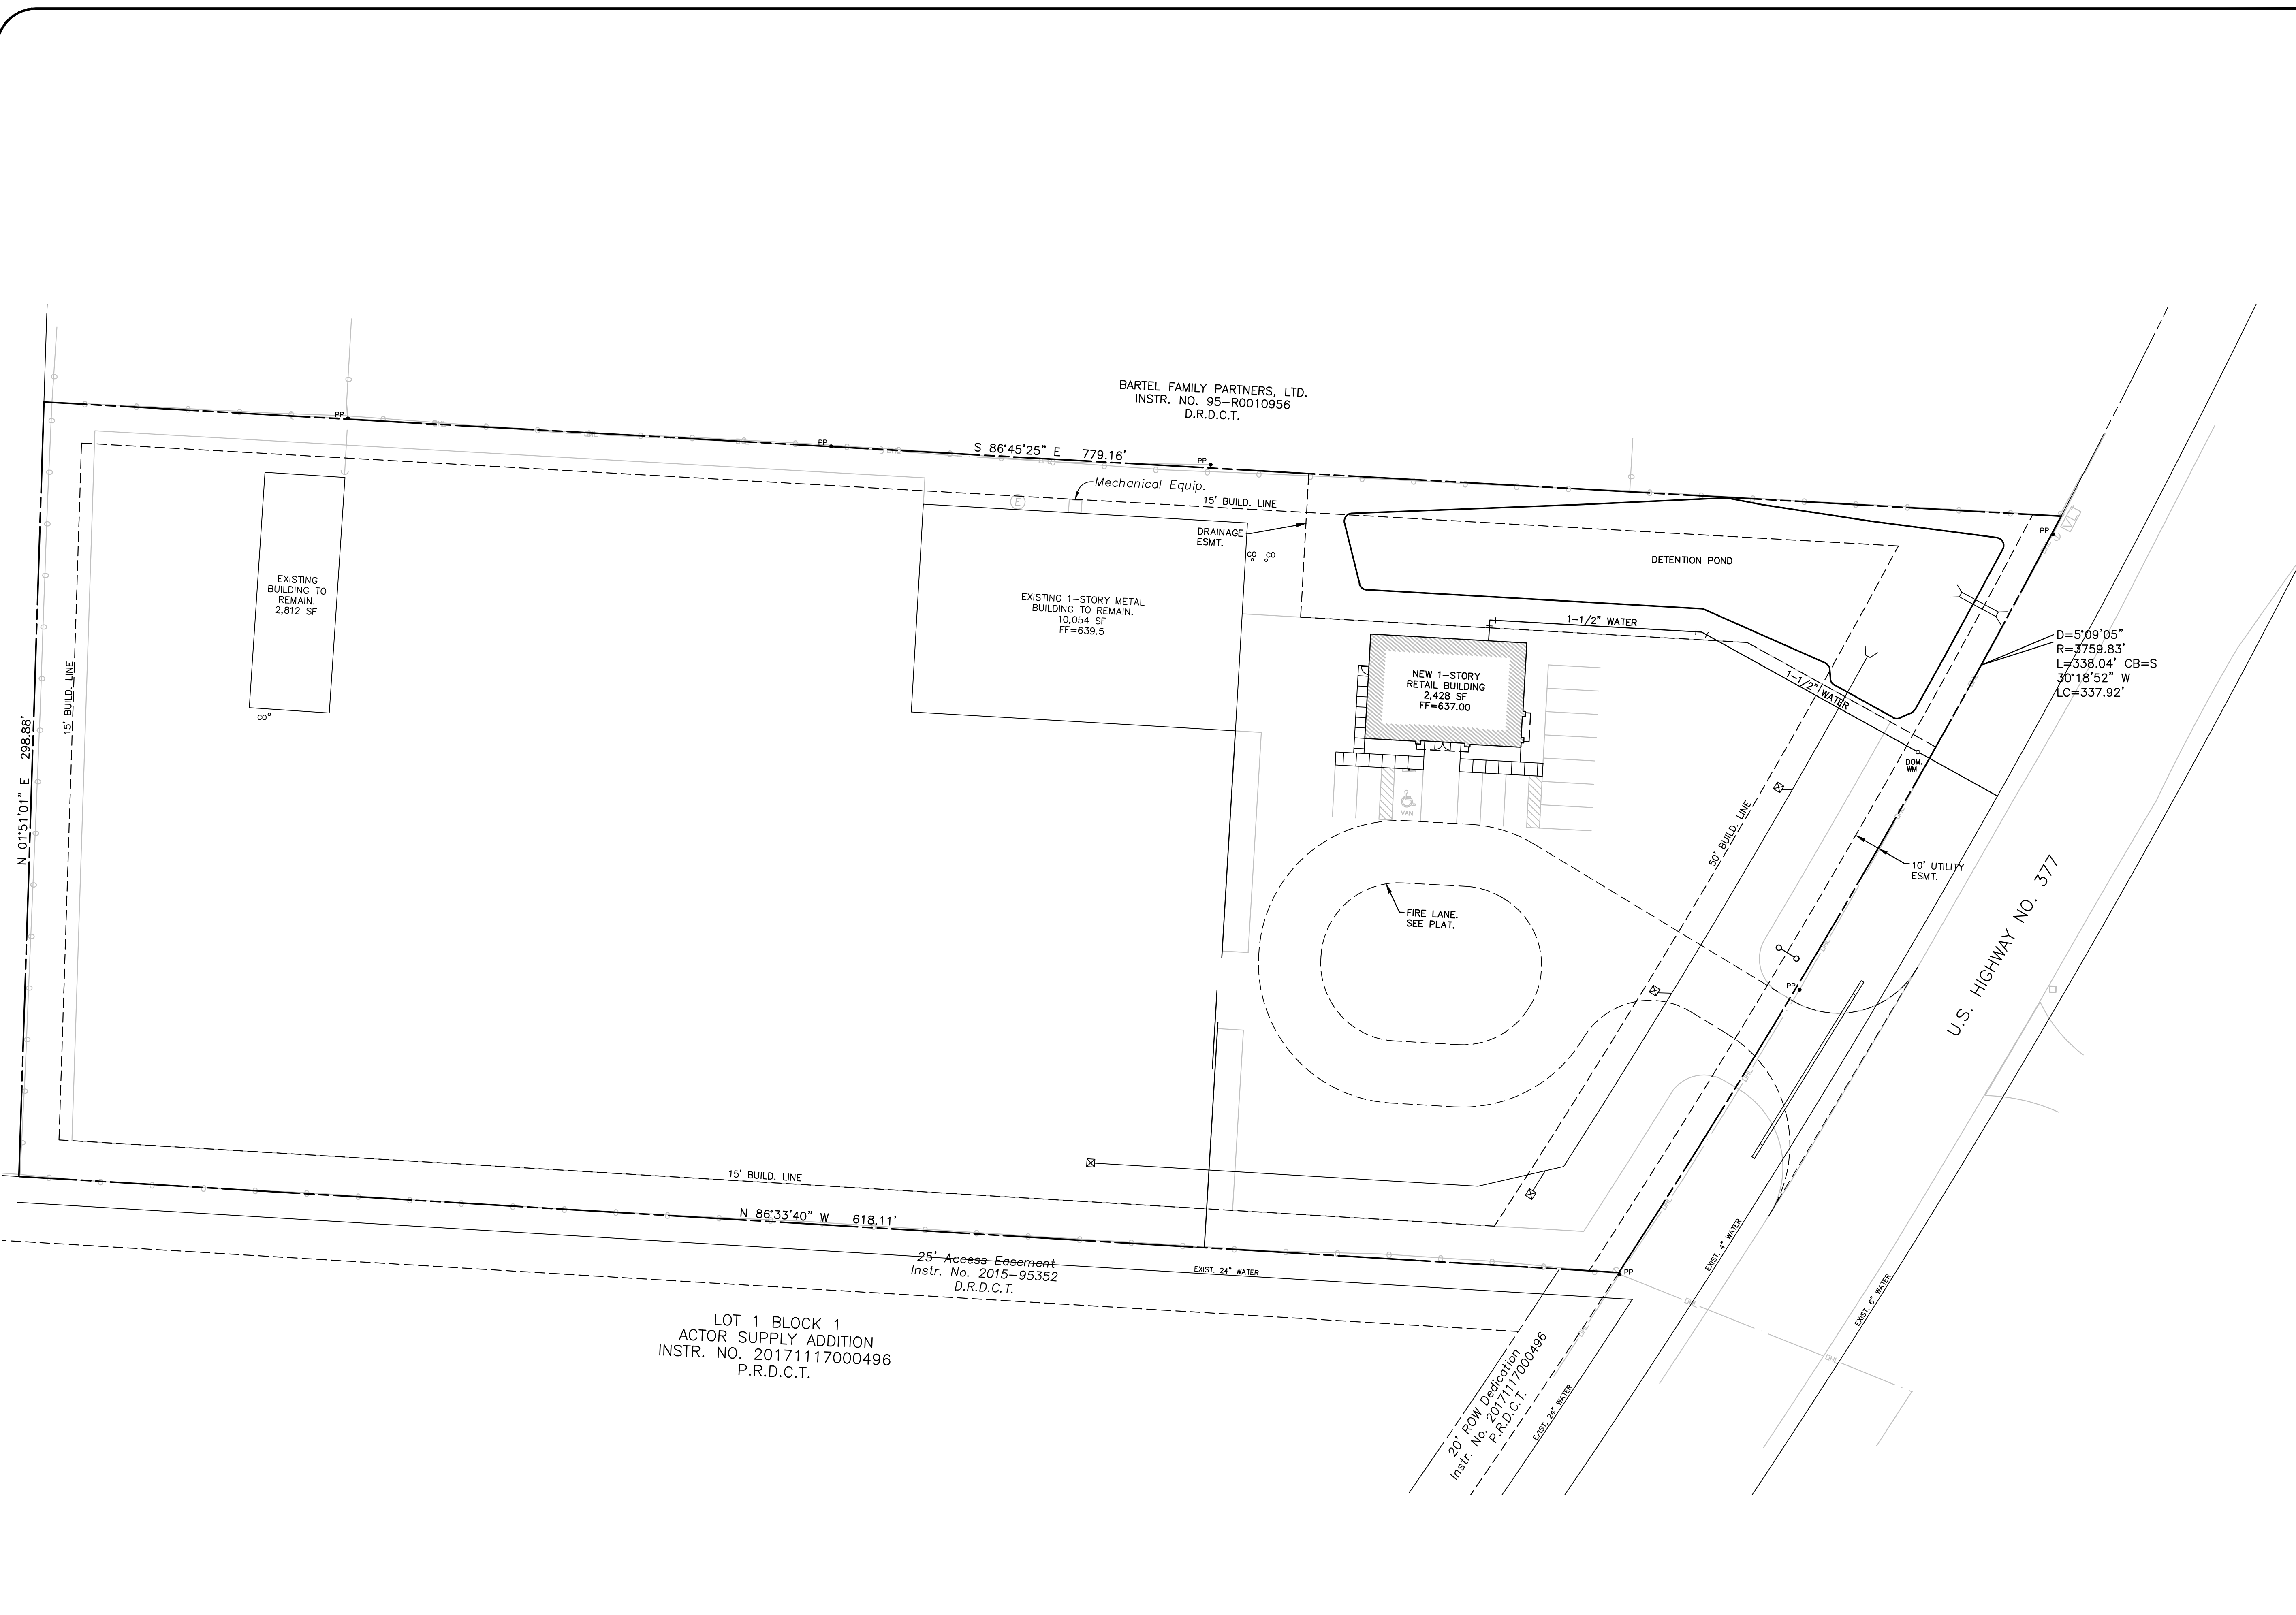 BARTEL FAMILY PARTNERS, LTD.
INSTR. NO. 95-R0010956
D.R.D.C.T.
PP
PP
S 86°45'25" E 779.16'
PP
Mechanical Equip.
15' BUILD. LINE
E
DRAINAGE
ESMT.
CO CO
PP
DETENTION POND
EXISTING
BUILDING TO
REMAIN.
2,812 SF
CO
EXISTING 1-STORY METAL
BUILDING TO REMAIN.
10,054 SF
FF=639.5
1-1/2" WATER
D=5°09'05"
R=3759.83'
L=338.04' CB=S
30°18'52" W
LC=337.92'
NEW 1-STORY
RETAIL BUILDING
2,428 SF
FF=637.00
1-1/2" WATER
15' BUILD. LINE
N 01°51'01" E 298.88'
DOM.
WM
VAN
50' BUILD. LINE
10' UTILITY
ESMT.
FIRE LANE.
SEE PLAT.
U.S. HIGHWAY NO. 377
PP
15' BUILD. LINE
N 86°33'40" W 618.11'
25' Access Easement
Instr. No. 2015-95352
D.R.D.C.T.
EXIST. 24" WATER
PP
EXIST. 4" WATER
EXIST. 6" WATER
LOT 1 BLOCK 1
ACTOR SUPPLY ADDITION
INSTR. NO. 20171117000496
P.R.D.C.T.
20' ROW Dedication
Instr. No. 20171117000496
P.R.D.C.T.
EXIST. 24" WATER